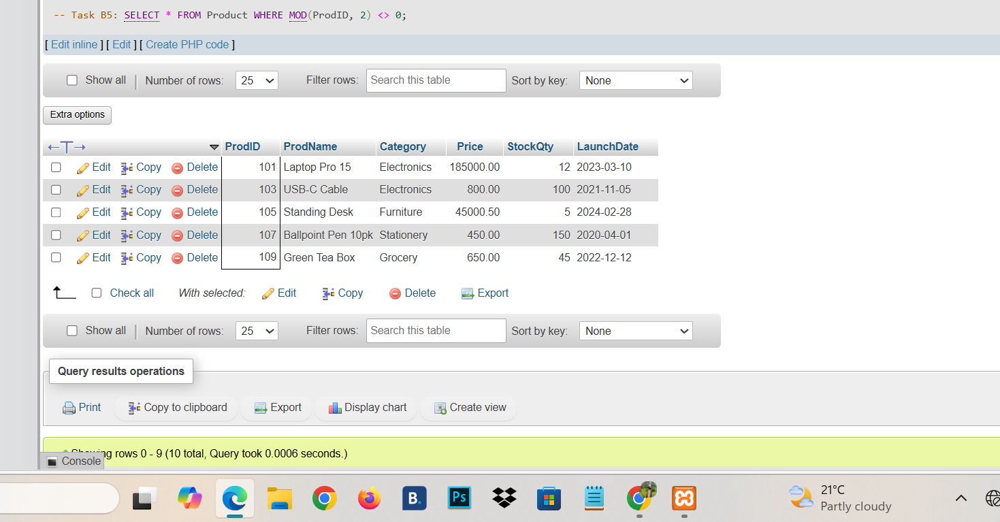 -- Task B5: SELECT * FROM Product WHERE MOD(ProdID, 2) <> 0;
[ Edit inline ] [ Edit ] [ Create PHP code ]
Show all | Number of rows: 25 Filter rows: Search this table Sort by key: None
Extra options
←T→ ProdID ProdName Category Price StockQty LaunchDate
Edit Copy Delete 101 Laptop Pro 15 Electronics 185000.00 12 2023-03-10
Edit Copy Delete 103 USB-C Cable Electronics 800.00 100 2021-11-05
Edit Copy Delete 105 Standing Desk Furniture 45000.50 5 2024-02-28
Edit Copy Delete 107 Ballpoint Pen 10pk Stationery 450.00 150 2020-04-01
Edit Copy Delete 109 Green Tea Box Grocery 650.00 45 2022-12-12
Check all With selected: Edit Copy Delete Export
Show all | Number of rows: 25 Filter rows: Search this table Sort by key: None
Query results operations
Print Copy to clipboard Export Display chart Create view
Showing rows 0 - 9 (10 total, Query took 0.0006 seconds.)
Console
B. Ps 21°C
Partly cloudy